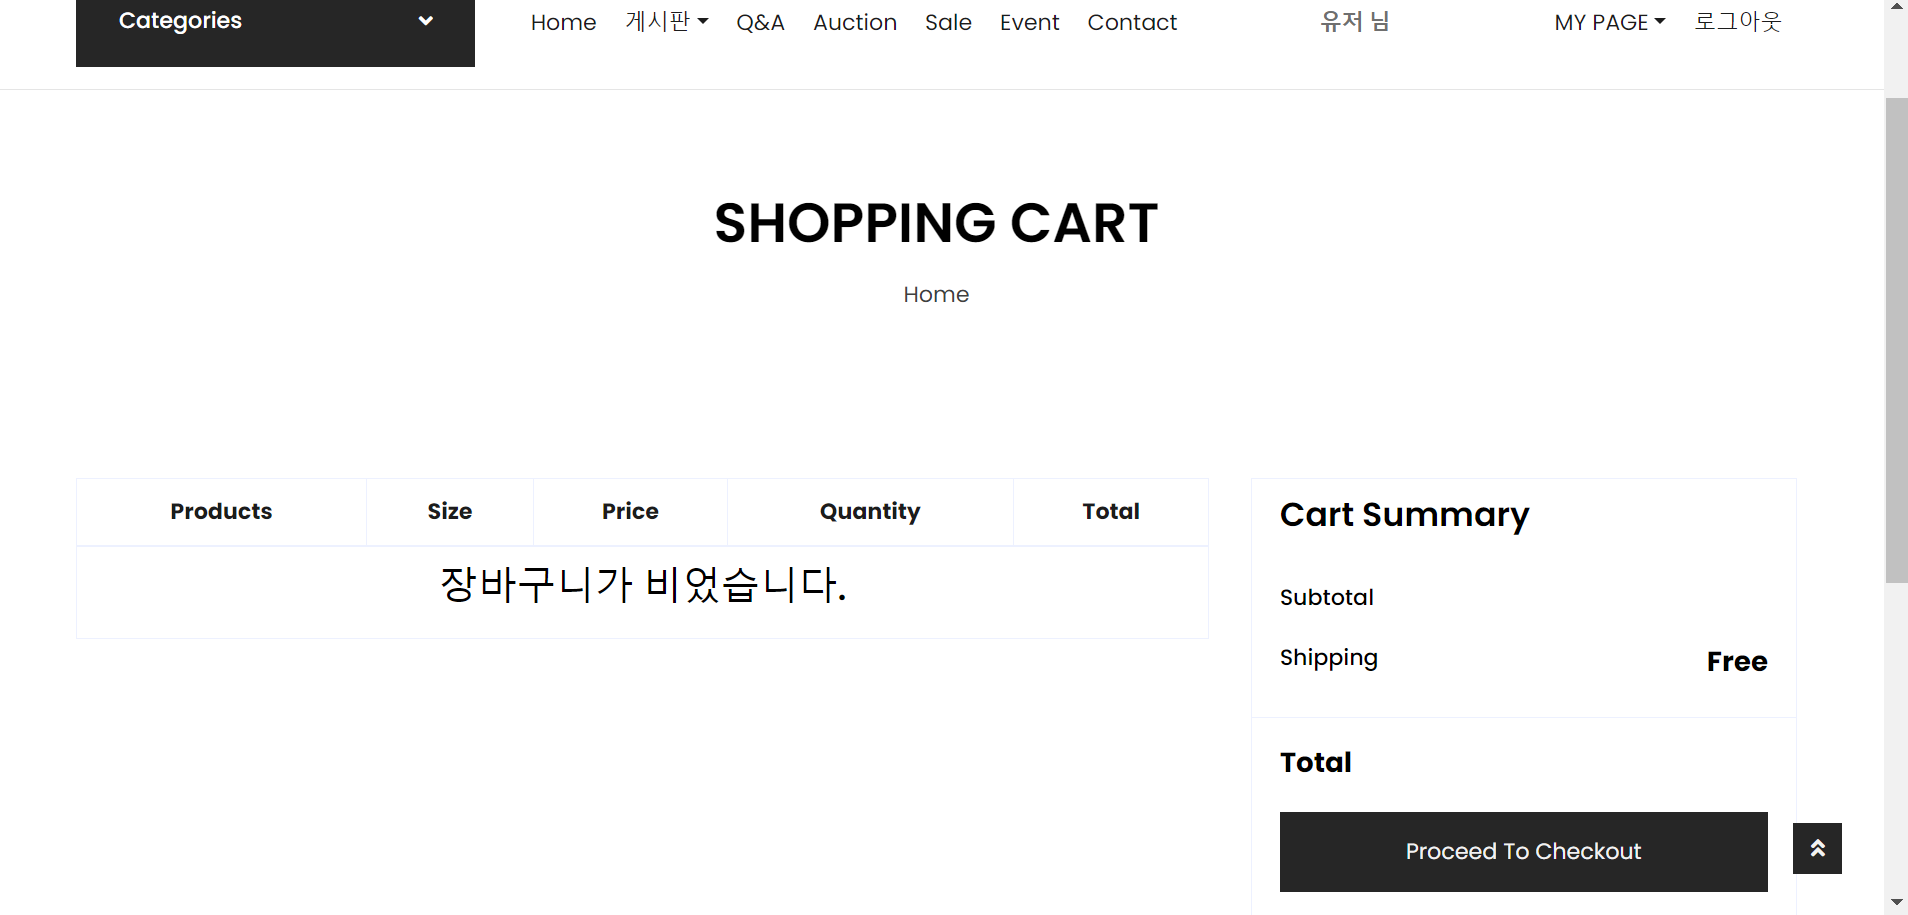 Categories Home 게시판 Q&A Auction Sale Event Contact 유저 님 MY PAGE 로그아웃
SHOPPING CART
Home
Products Size Price Quantity Total
장바구니가 비었습니다.
Cart Summary
Subtotal
Shipping Free
Total
Proceed To Checkout